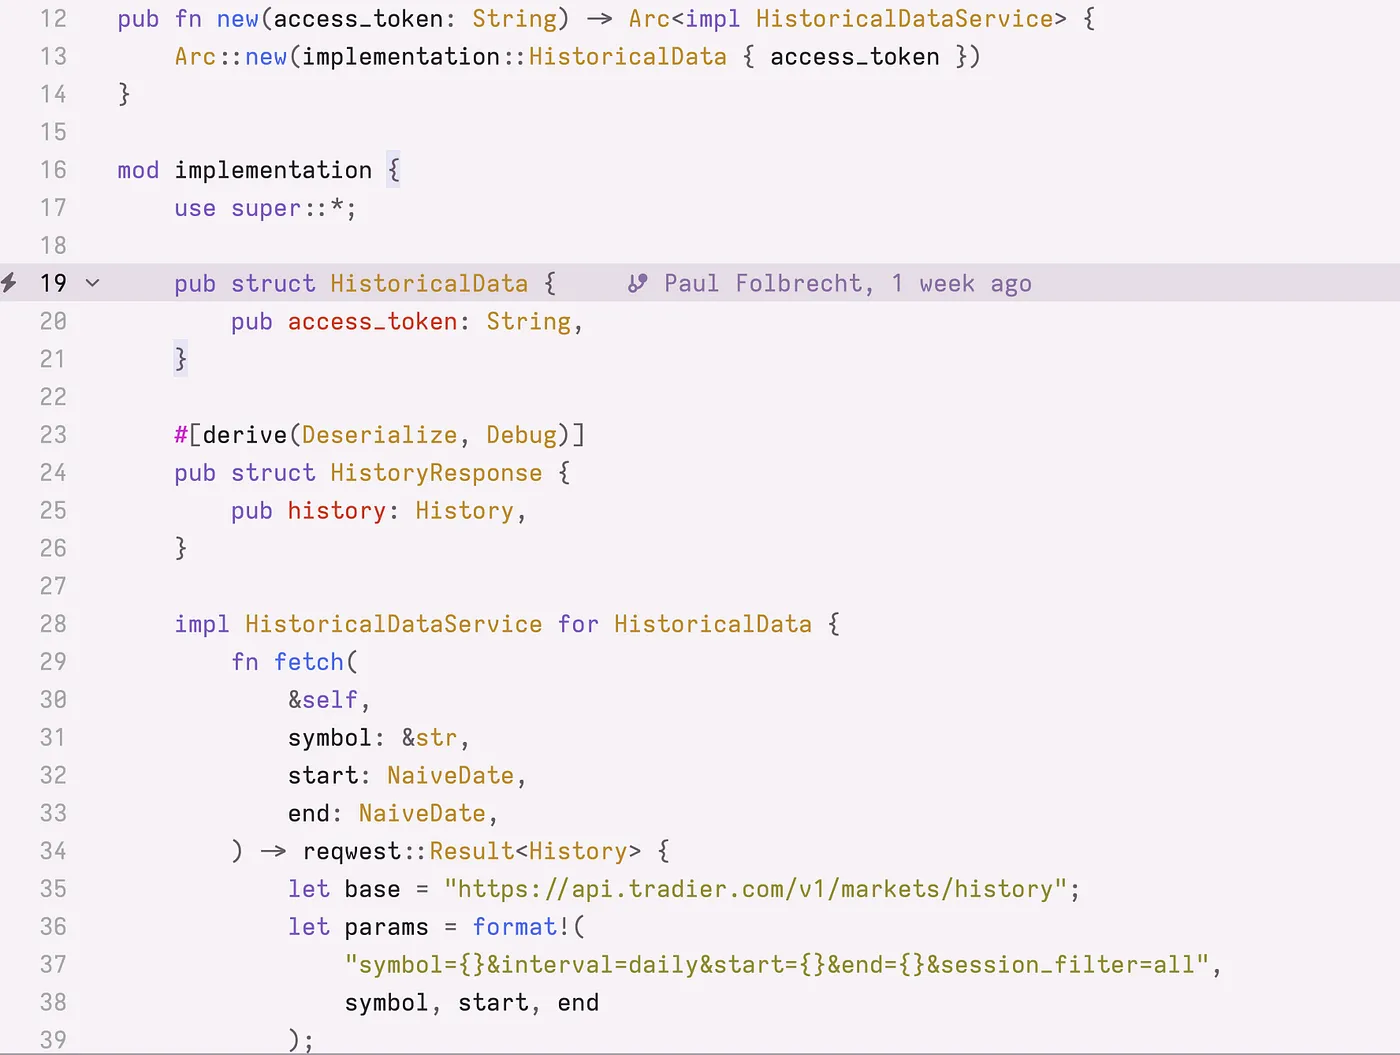 12 pub fn new(access_token: String) -> Arc<impl HistoricalDataService> {
13     Arc::new(implementation::HistoricalData { access_token })
14 }
15
16 mod implementation {
17     use super::*;
18
19     pub struct HistoricalData {     Paul Folbrecht, 1 week ago
20         pub access_token: String,
21     }
22
23     #[derive(Deserialize, Debug)]
24     pub struct HistoryResponse {
25         pub history: History,
26     }
27
28     impl HistoricalDataService for HistoricalData {
29         fn fetch(
30             &self,
31             symbol: &str,
32             start: NaiveDate,
33             end: NaiveDate,
34         ) -> reqwest::Result<History> {
35             let base = "https://api.tradier.com/v1/markets/history";
36             let params = format!(
37                 "symbol={}&interval=daily&start={}&end={}&session_filter=all",
38                 symbol, start, end
39             );